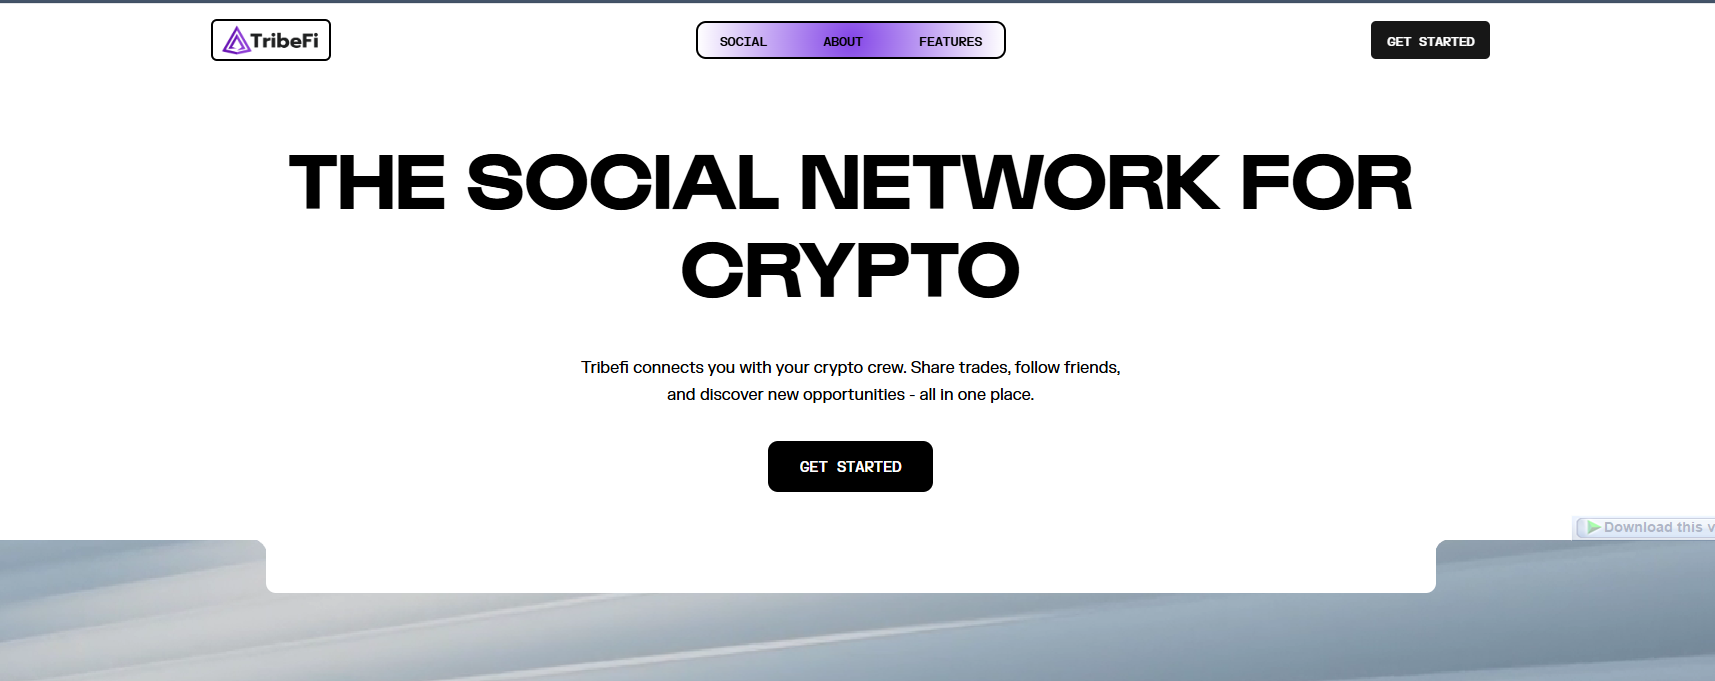 TribeFi
SOCIAL ABOUT FEATURES
GET STARTED
THE SOCIAL NETWORK FOR
CRYPTO
Tribefi connects you with your crypto crew. Share trades, follow friends,
and discover new opportunities - all in one place.
GET STARTED
Download this v